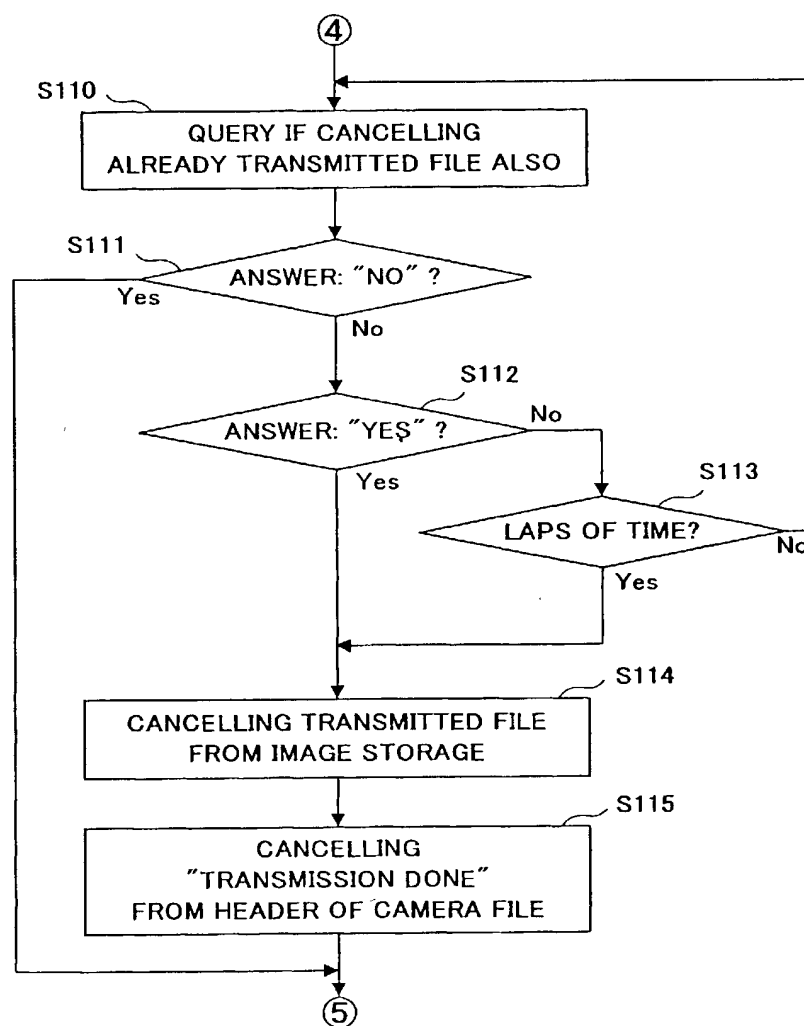 ④
S110
QUERY IF CANCELLING
ALREADY TRANSMITTED FILE ALSO
S111
ANSWER: "NO" ?
Yes
No
S112
ANSWER: "YES" ?
No
Yes
S113
LAPS OF TIME?
No
Yes
S114
CANCELLING TRANSMITTED FILE
FROM IMAGE STORAGE
S115
CANCELLING
"TRANSMISSION DONE"
FROM HEADER OF CAMERA FILE
⑤